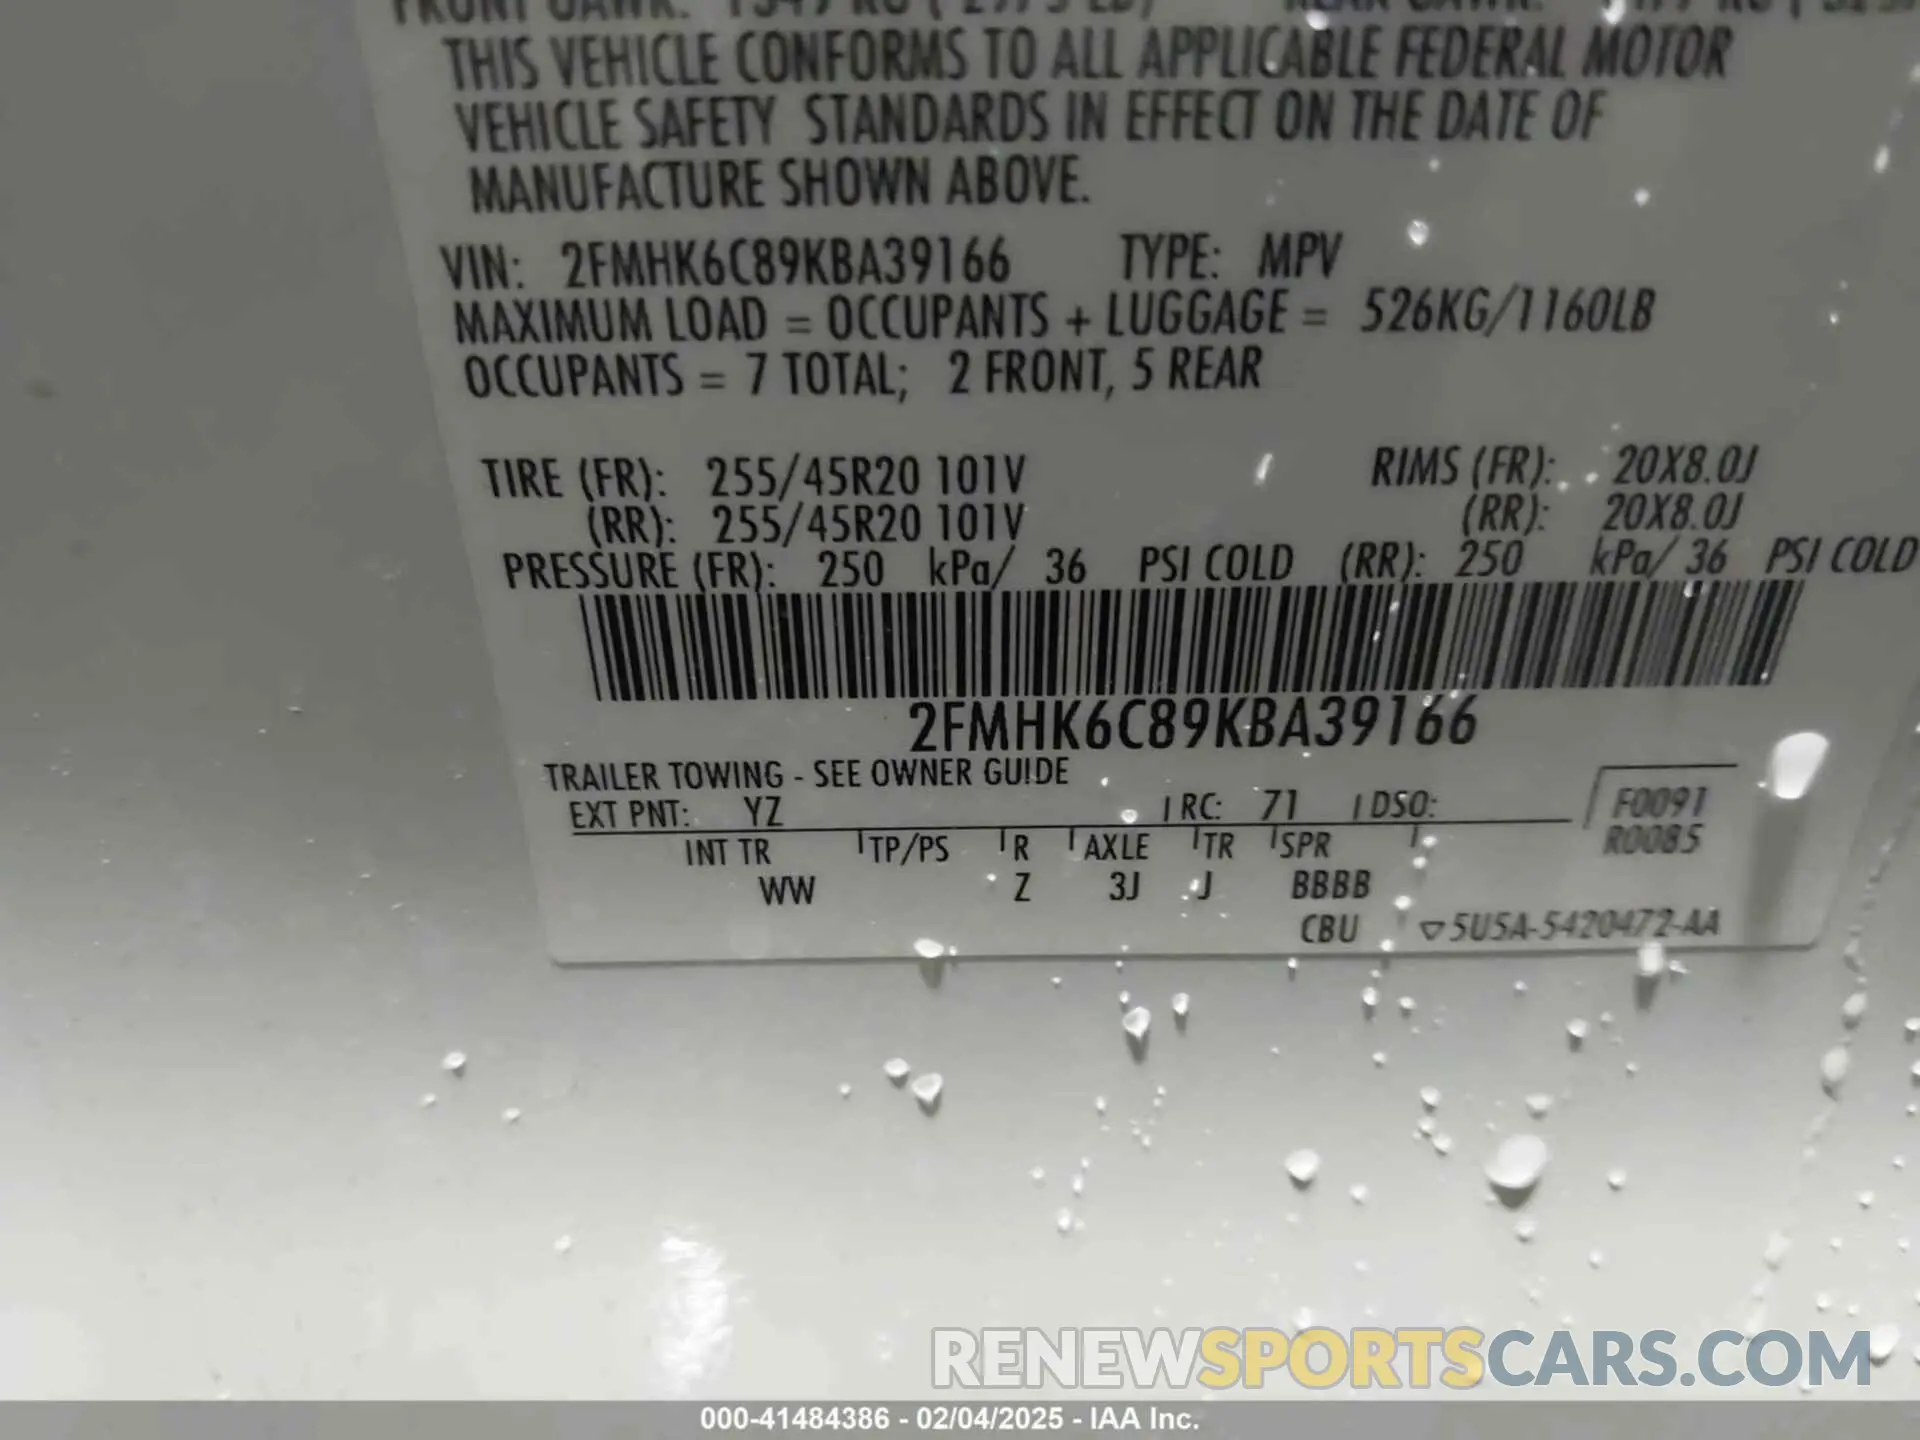 THIS VEHICLE CONFORMS TO ALL APPLICABLE FEDERAL MOTOR
VEHICLE SAFETY STANDARDS IN EFFECT ON THE DATE OF
MANUFACTURE SHOWN ABOVE.
VIN: 2FMHK6C89KBA39166 TYPE: MPV
MAXIMUM LOAD = OCCUPANTS + LUGGAGE = 526KG/1160LB
OCCUPANTS = 7 TOTAL; 2 FRONT, 5 REAR
TIRE (FR): 255/45R20 101V RIMS (FR): 20X8.0J
(RR): 255/45R20 101V (RR): 20X8.0J
PRESSURE (FR): 250 kPa/ 36 PSI COLD (RR): 250 kPa/ 36 PSI COLD
2FMHK6C89KBA39166
TRAILER TOWING - SEE OWNER GUIDE
EXT PNT: YZ RC: 71 DSO: F0091
R0085
INT TR TP/PS R AXLE TR SPR
WW Z 3J J BBBB
CBU ▽5U5A-5420472-AA
RENEWSPORTSCARS.COM
000-41484386 - 02/04/2025 - IAA Inc.